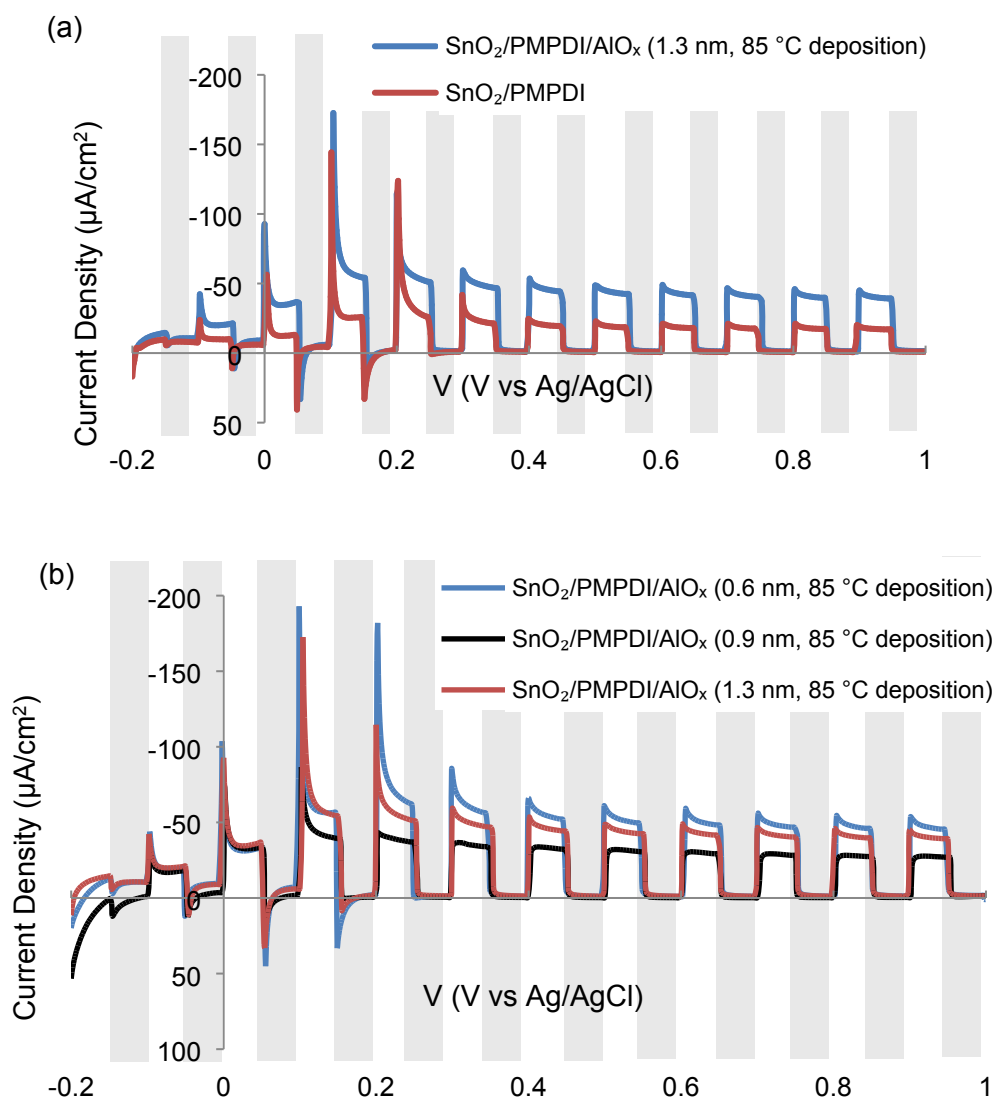 (a)
SnO₂/PMPDI/AlOₓ (1.3 nm, 85 °C deposition)
SnO₂/PMPDI
-200
-150
-100
-50
0
50
Current Density (µA/cm²)
V (V vs Ag/AgCl)
-0.2 0 0.2 0.4 0.6 0.8 1
(b)
SnO₂/PMPDI/AlOₓ (0.6 nm, 85 °C deposition)
SnO₂/PMPDI/AlOₓ (0.9 nm, 85 °C deposition)
SnO₂/PMPDI/AlOₓ (1.3 nm, 85 °C deposition)
-200
-150
-100
-50
0
50
100
Current Density (µA/cm²)
V (V vs Ag/AgCl)
-0.2 0 0.2 0.4 0.6 0.8 1